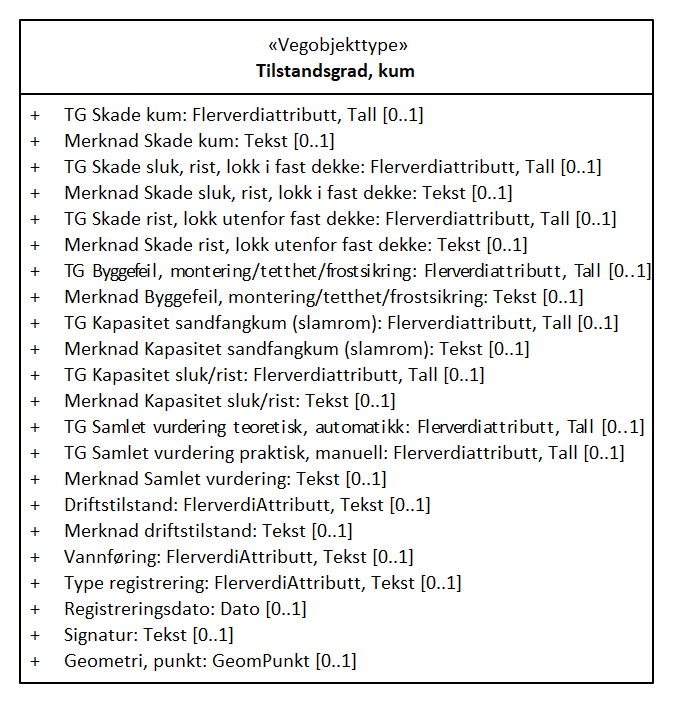 «Vegobjekttype»
Tilstandsgrad, kum
+ TG Skade kum: Flerverdiattributt, Tall [0..1]
+ Merknad Skade kum: Tekst [0..1]
+ TG Skade sluk, rist, lokk i fast dekke: Flerverdiattributt, Tall [0..1]
+ Merknad Skade sluk, rist, lokk i fast dekke: Tekst [0..1]
+ TG Skade rist, lokk utenfor fast dekke: Flerverdiattributt, Tall [0..1]
+ Merknad Skade rist, lokk utenfor fast dekke: Tekst [0..1]
+ TG Byggefeil, montering/tetthet/frostsikring: Flerverdiattributt, Tall [0..1]
+ Merknad Byggefeil, montering/tetthet/frostsikring: Tekst [0..1]
+ TG Kapasitet sandfangkum (slamrom): Flerverdiattributt, Tall [0..1]
+ Merknad Kapasitet sandfangkum (slamrom): Tekst [0..1]
+ TG Kapasitet sluk/rist: Flerverdiattributt, Tall [0..1]
+ Merknad Kapasitet sluk/rist: Tekst [0..1]
+ TG Samlet vurdering teoretisk, automatikk: Flerverdiattributt, Tall [0..1]
+ TG Samlet vurdering praktisk, manuell: Flerverdiattributt, Tall [0..1]
+ Merknad Samlet vurdering: Tekst [0..1]
+ Driftstilstand: FlerverdiAttributt, Tekst [0..1]
+ Merknad driftstilstand: Tekst [0..1]
+ Vannføring: FlerverdiAttributt, Tekst [0..1]
+ Type registrering: FlerverdiAttributt, Tekst [0..1]
+ Registreringsdato: Dato [0..1]
+ Signatur: Tekst [0..1]
+ Geometri, punkt: GeomPunkt [0..1]